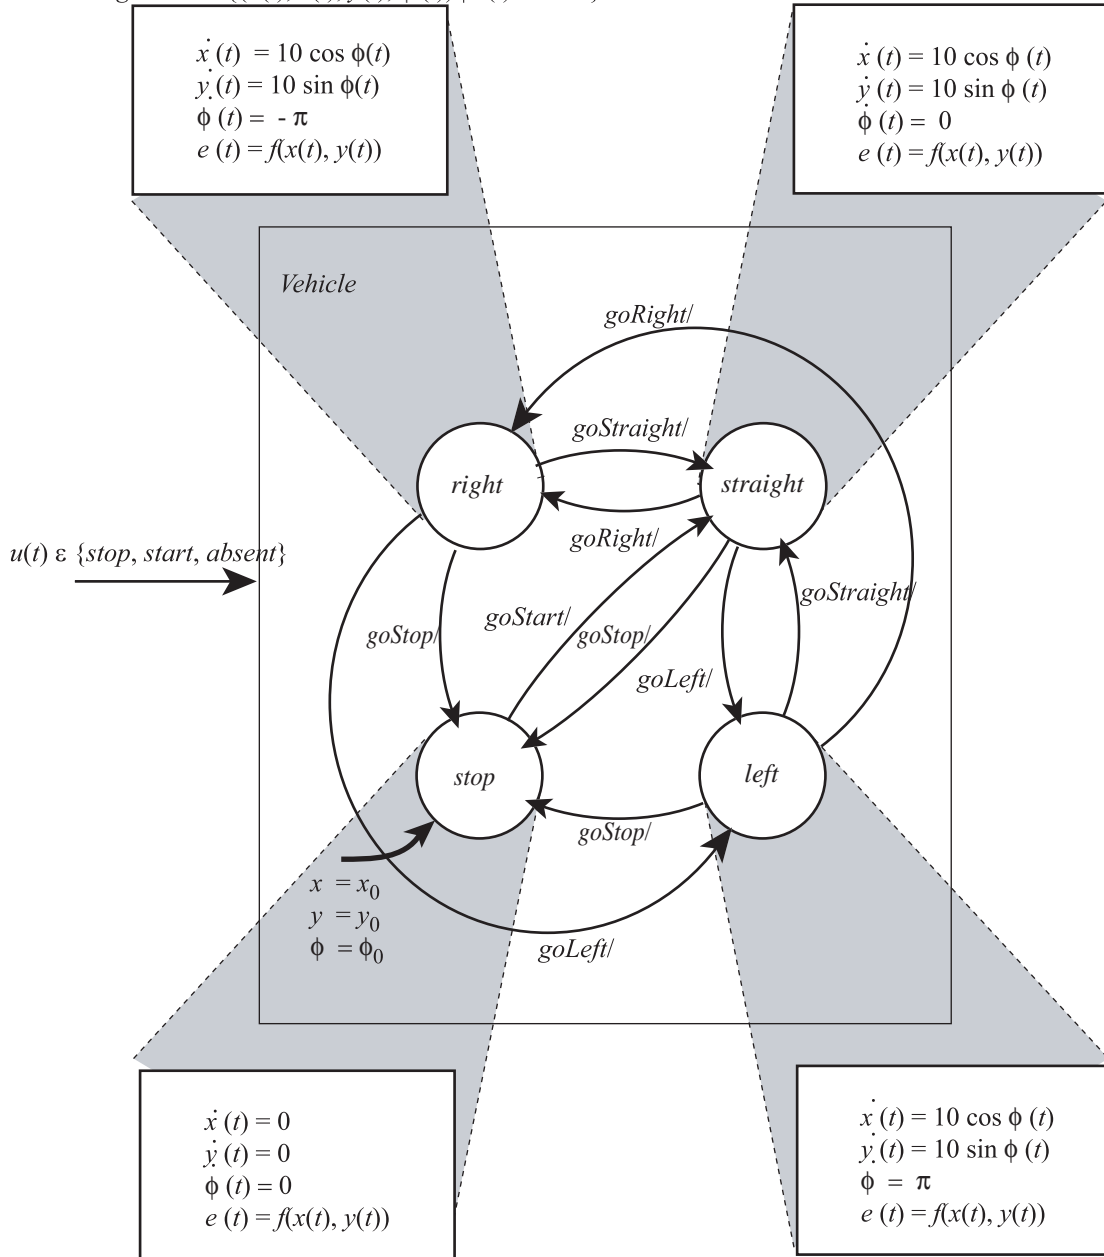 ẋ (t) = 10 cos ϕ(t)
ẏ (t) = 10 sin ϕ(t)
ϕ̇ (t) = - π
e (t) = f(x(t), y(t))
ẋ (t) = 10 cos ϕ (t)
ẏ (t) = 10 sin ϕ (t)
ϕ̇ (t) = 0
e (t) = f(x(t), y(t))
Vehicle
goRight/
goStraight/
right
straight
goRight/
u(t) ε {stop, start, absent}
goStraight/
goStart/
goStop/
goStop/
goLeft/
stop
left
goStop/
x = x₀
y = y₀
ϕ = ϕ₀
goLeft/
ẋ (t) = 0
ẏ (t) = 0
ϕ̇ (t) = 0
e (t) = f(x(t), y(t))
ẋ (t) = 10 cos ϕ (t)
ẏ (t) = 10 sin ϕ (t)
ϕ̇ = π
e (t) = f(x(t), y(t))